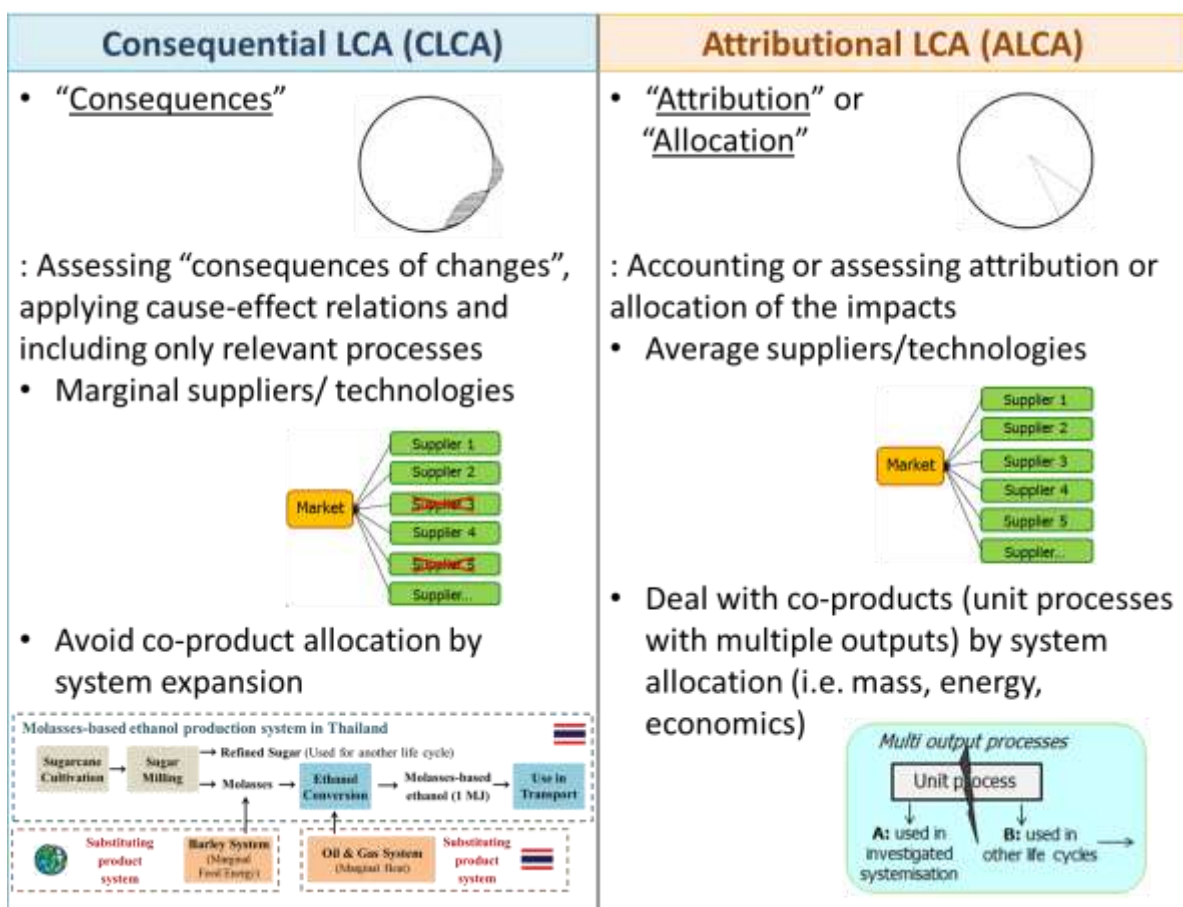 Consequential LCA (CLCA)
• “Consequences”
: Assessing “consequences of changes”,
applying cause-effect relations and
including only relevant processes
• Marginal suppliers/ technologies
Market
Supplier 1
Supplier 2
Supplier 3
Supplier 4
Supplier 5
Supplier...
• Avoid co-product allocation by
system expansion
Molasses-based ethanol production system in Thailand
Sugarcane
Cultivation
Sugar
Milling
Refined Sugar (Used for another life cycle)
Molasses
Ethanol
Conversion
Molasses-based
ethanol (1 MJ)
Use in
Transport
Substituting
product
system
Barley System
(Marginal
Food Energy)
Oil & Gas System
(Marginal Heat)
Substituting
product
system
Attributional LCA (ALCA)
• “Attribution” or
“Allocation”
: Accounting or assessing attribution or
allocation of the impacts
• Average suppliers/technologies
Market
Supplier 1
Supplier 2
Supplier 3
Supplier 4
Supplier 5
Supplier...
• Deal with co-products (unit processes
with multiple outputs) by system
allocation (i.e. mass, energy,
economics)
Multi output processes
Unit process
A: used in
investigated
systemisation
B: used in
other life cycles